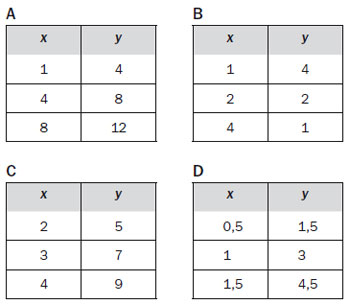 A B
x y x y
1 4 1 4
4 8 2 2
8 12 4 1
C D
x y x y
2 5 0,5 1,5
3 7 1 3
4 9 1,5 4,5